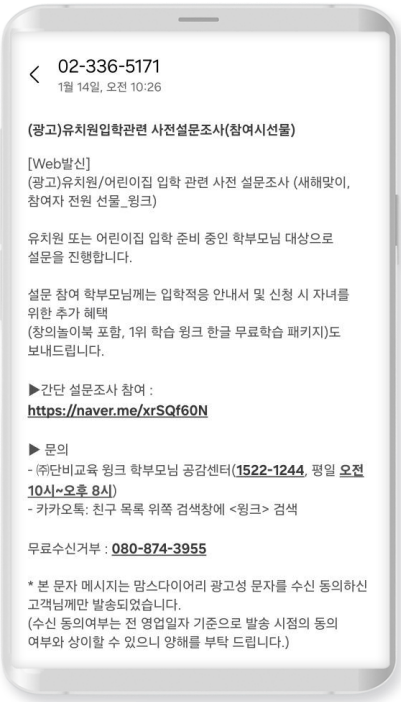 02-336-5171
1월 14일, 오전 10:26
(광고)유치원입학관련 사전설문조사(참여시선물)
[Web발신]
(광고)유치원/어린이집 입학 관련 사전 설문조사 (새해맞이,
참여자 전원 선물_윙크)
유치원 또는 어린이집 입학 준비 중인 학부모님 대상으로
설문을 진행합니다.
설문 참여 학부모님께는 입학적응 안내서 및 신청 시 자녀를
위한 추가 혜택
(창의놀이북 포함, 1위 학습 윙크 한글 무료학습 패키지)도
보내드립니다.
▶간단 설문조사 참여 :
https://naver.me/xrSQf60N
▶ 문의
- ㈜단비교육 윙크 학부모님 공감센터(1522-1244, 평일 오전
10시~오후 8시)
- 카카오톡: 친구 목록 위쪽 검색창에 <윙크> 검색
무료수신거부 : 080-874-3955
* 본 문자 메시지는 맘스다이어리 광고성 문자를 수신 동의하신
고객님께만 발송되었습니다.
(수신 동의여부는 전 영업일자 기준으로 발송 시점의 동의
여부와 상이할 수 있으니 양해를 부탁 드립니다.)